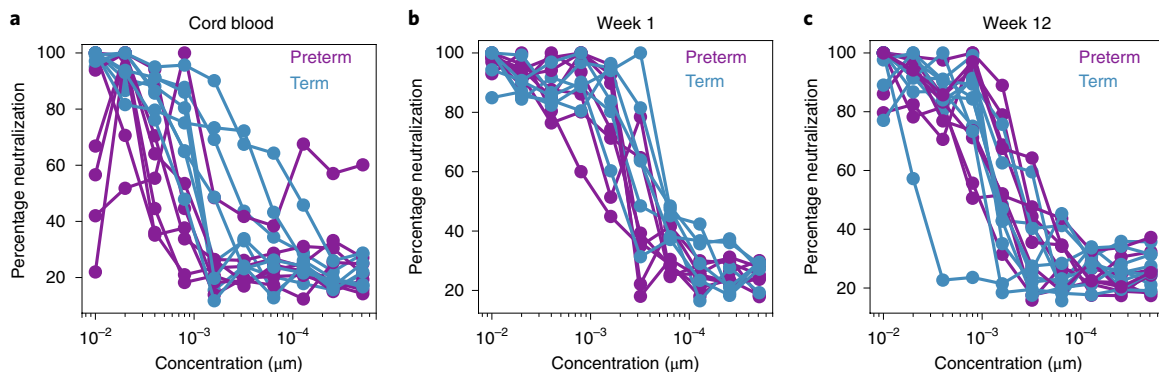 a
Cord blood
Percentage neutralization
100
80
60
40
20
10⁻²
10⁻³
10⁻⁴
Concentration (μm)
Preterm
Term
b
Week 1
Percentage neutralization
100
80
60
40
20
10⁻²
10⁻³
10⁻⁴
Concentration (μm)
Preterm
Term
c
Week 12
Percentage neutralization
100
80
60
40
20
10⁻²
10⁻³
10⁻⁴
Concentration (μm)
Preterm
Term